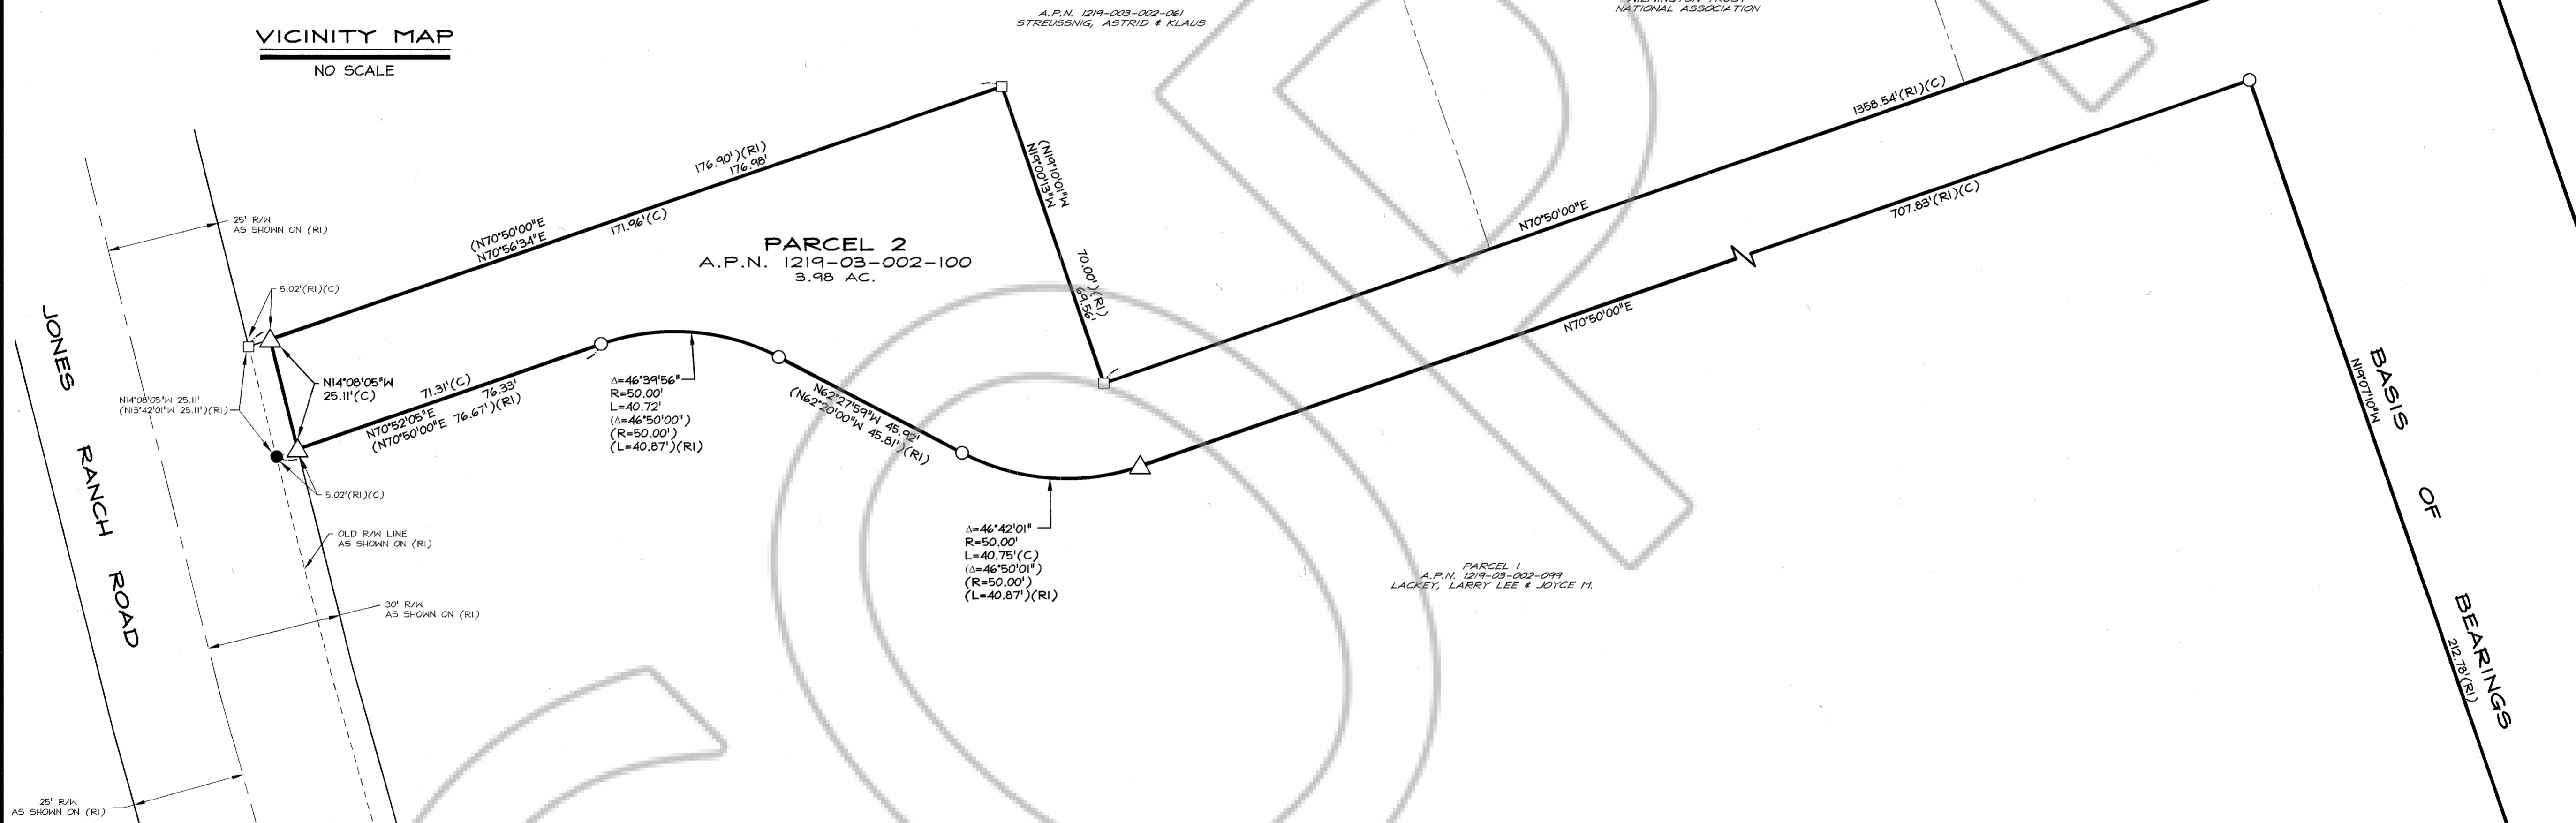 A.P.N. 1219-003-002-061
STREUSSNIG, ASTRID & KLAUS
NATIONAL ASSOCIATION
VICINITY MAP
NO SCALE
1358.54'(R1)(C)
N70°50'00"E
707.83'(R1)(C)
N70°50'00"E
176.90')(R1)
176.98'
(N70°50'00"E
N70°56'34"E
171.96'(C)
(N19°10'01"W
N19°00'13"W
70.00')(R1)
69.56'
25' R/W
AS SHOWN ON (R1)
PARCEL 2
A.P.N. 1219-03-002-100
3.98 AC.
5.02'(R1)(C)
JONES RANCH ROAD
N14°08'05"W
25.11'(C)
N14°08'05"W 25.11'
(N13°42'01"W 25.11')(R1)
71.31'(C)
76.33'
N70°52'05"E
(N70°50'00"E 76.67')(R1)
Δ=46°39'56"
R=50.00'
L=40.72'
(Δ=46°50'00")
(R=50.00')
(L=40.87')(R1)
N62°27'59"W 45.92'
(N62°20'00"W 45.81')(R1)
5.02'(R1)(C)
OLD R/W LINE
AS SHOWN ON (R1)
Δ=46°42'01"
R=50.00'
L=40.75'(C)
(Δ=46°50'01")
(R=50.00')
(L=40.87')(R1)
PARCEL 1
A.P.N. 1219-03-002-099
LACKEY, LARRY LEE & JOYCE M.
30' R/W
AS SHOWN ON (R1)
BASIS OF BEARINGS
N19°07'10"W
212.78'(R1)
25' R/W
AS SHOWN ON (R1)